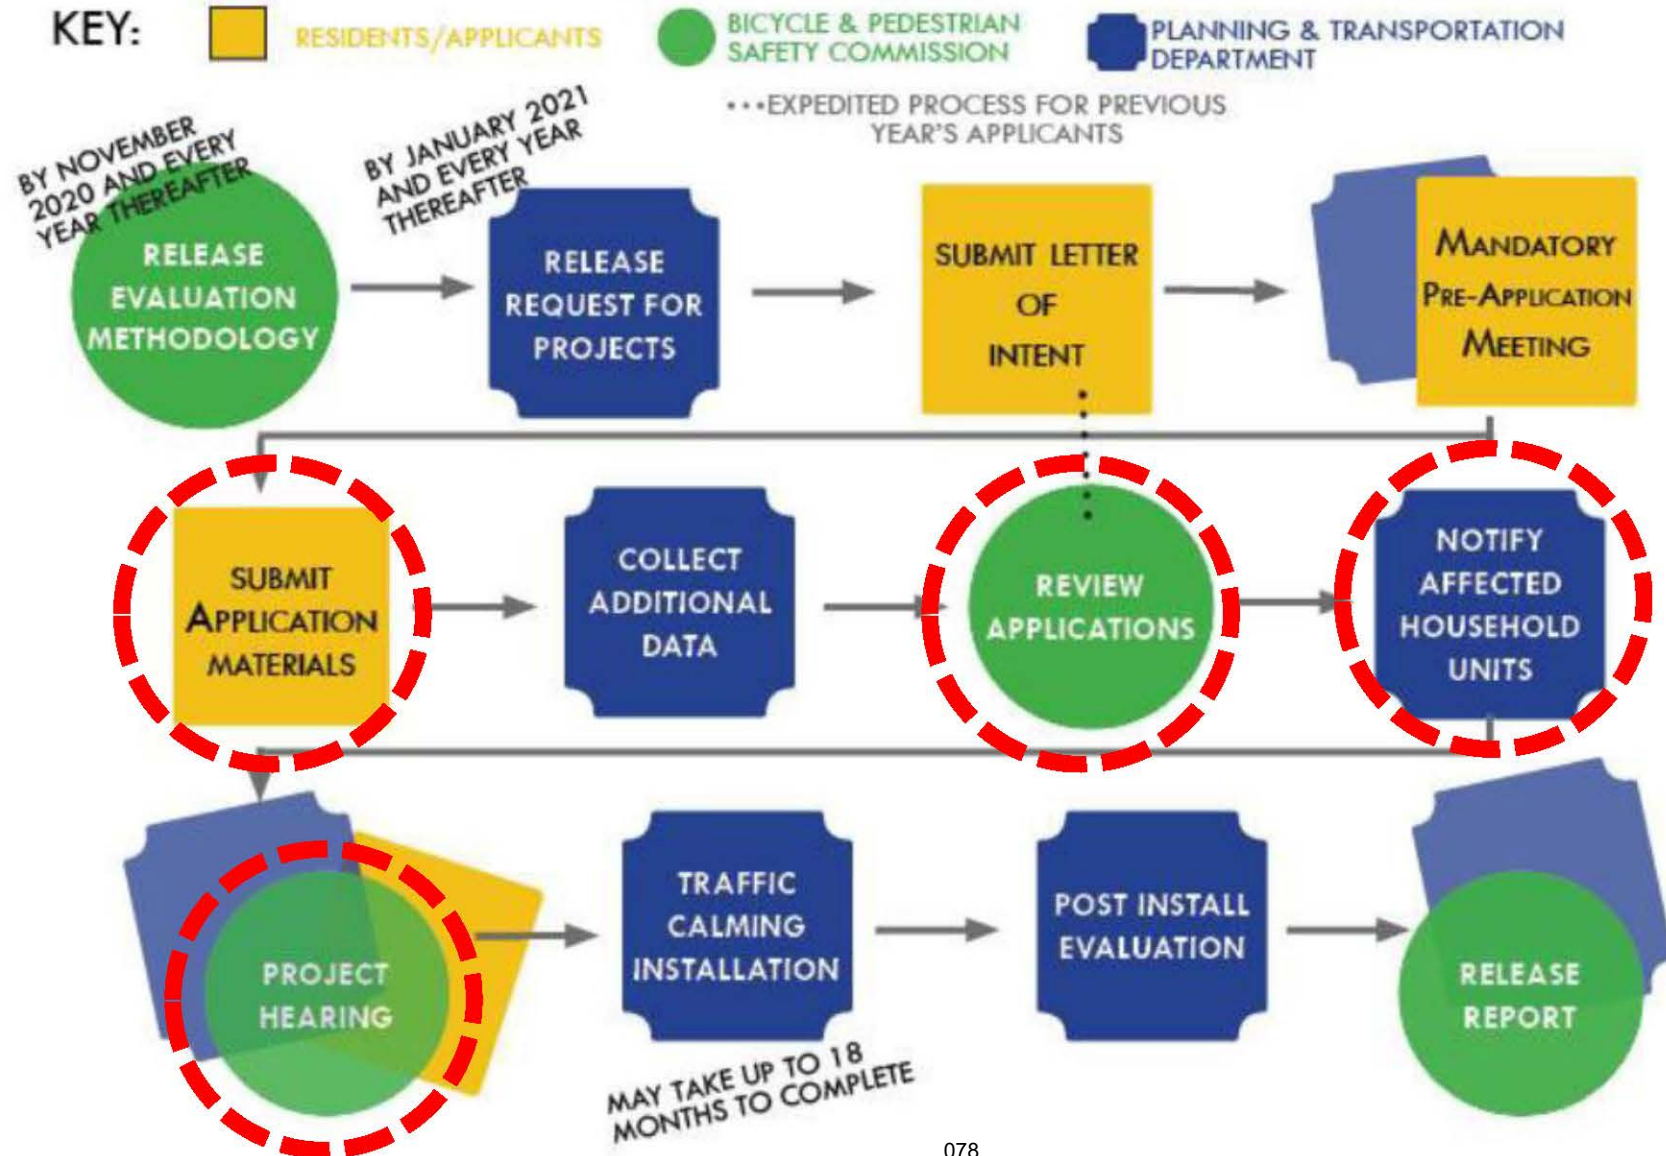 KEY:
RESIDENTS/APPLICANTS
BICYCLE & PEDESTRIAN
SAFETY COMMISSION
PLANNING & TRANSPORTATION
DEPARTMENT
•••EXPEDITED PROCESS FOR PREVIOUS
YEAR'S APPLICANTS
BY NOVEMBER
2020 AND EVERY
YEAR THEREAFTER
BY JANUARY 2021
AND EVERY YEAR
THEREAFTER
RELEASE
EVALUATION
METHODOLOGY
RELEASE
REQUEST FOR
PROJECTS
SUBMIT LETTER
OF
INTENT
MANDATORY
PRE-APPLICATION
MEETING
SUBMIT
APPLICATION
MATERIALS
COLLECT
ADDITIONAL
DATA
REVIEW
APPLICATIONS
NOTIFY
AFFECTED
HOUSEHOLD
UNITS
PROJECT
HEARING
TRAFFIC
CALMING
INSTALLATION
MAY TAKE UP TO 18
MONTHS TO COMPLETE
POST INSTALL
EVALUATION
RELEASE
REPORT
078